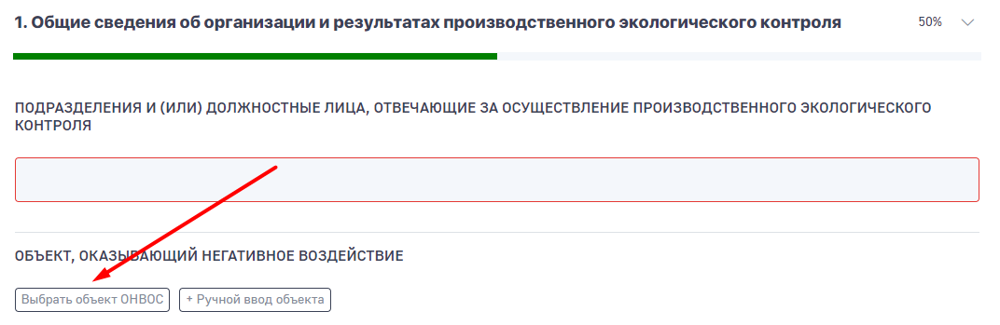 1. Общие сведения об организации и результатах производственного экологического контроля
50%
ПОДРАЗДЕЛЕНИЯ И (ИЛИ) ДОЛЖНОСТНЫЕ ЛИЦА, ОТВЕЧАЮЩИЕ ЗА ОСУЩЕСТВЛЕНИЕ ПРОИЗВОДСТВЕННОГО ЭКОЛОГИЧЕСКОГО
КОНТРОЛЯ
ОБЪЕКТ, ОКАЗЫВАЮЩИЙ НЕГАТИВНОЕ ВОЗДЕЙСТВИЕ
Выбрать объект ОНВОС
+ Ручной ввод объекта